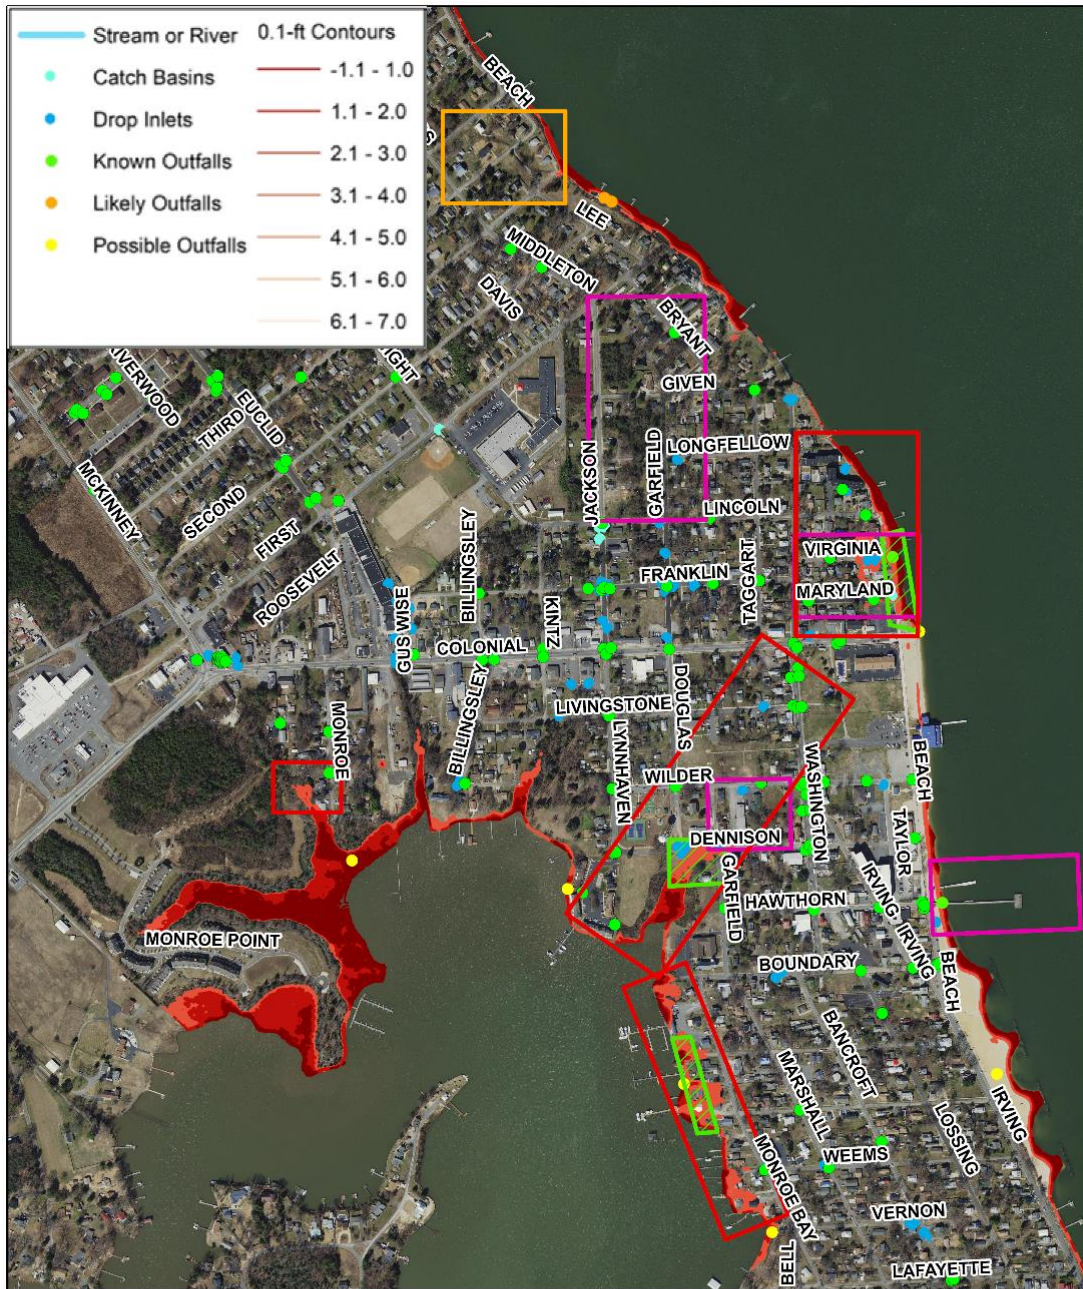 Stream or River
Catch Basins
Drop Inlets
Known Outfalls
Likely Outfalls
Possible Outfalls
0.1-ft Contours
-1.1 - 1.0
1.1 - 2.0
2.1 - 3.0
3.1 - 4.0
4.1 - 5.0
5.1 - 6.0
6.1 - 7.0
BEACH
LEE
MIDDLETON
DAVIS
BRYANT
GIVEN
EUCLID
THIRD
MCKINNEY
SECOND
FIRST
ROOSEVELT
JACKSON
GARFIELD
LONGFELLOW
LINCOLN
VIRGINIA
MARYLAND
FRANKLIN
TAGGART
BILLINGSLEY
KINTZ
GUS WISE
COLONIAL
BILLINGSLEY
LIVINGSTONE
DOUGLAS
MONROE
LYNNHAVEN
WILDER
WASHINGTON
BEACH
TAYLOR
DENNISON
GARFIELD
HAWTHORN
IRVING
IRVING
BEACH
MONROE POINT
BOUNDARY
BANCROFT
MARSHALL
LOSSING
IRVING
WEEMS
MONROE BAY
VERNON
BELL
LAFAYETTE